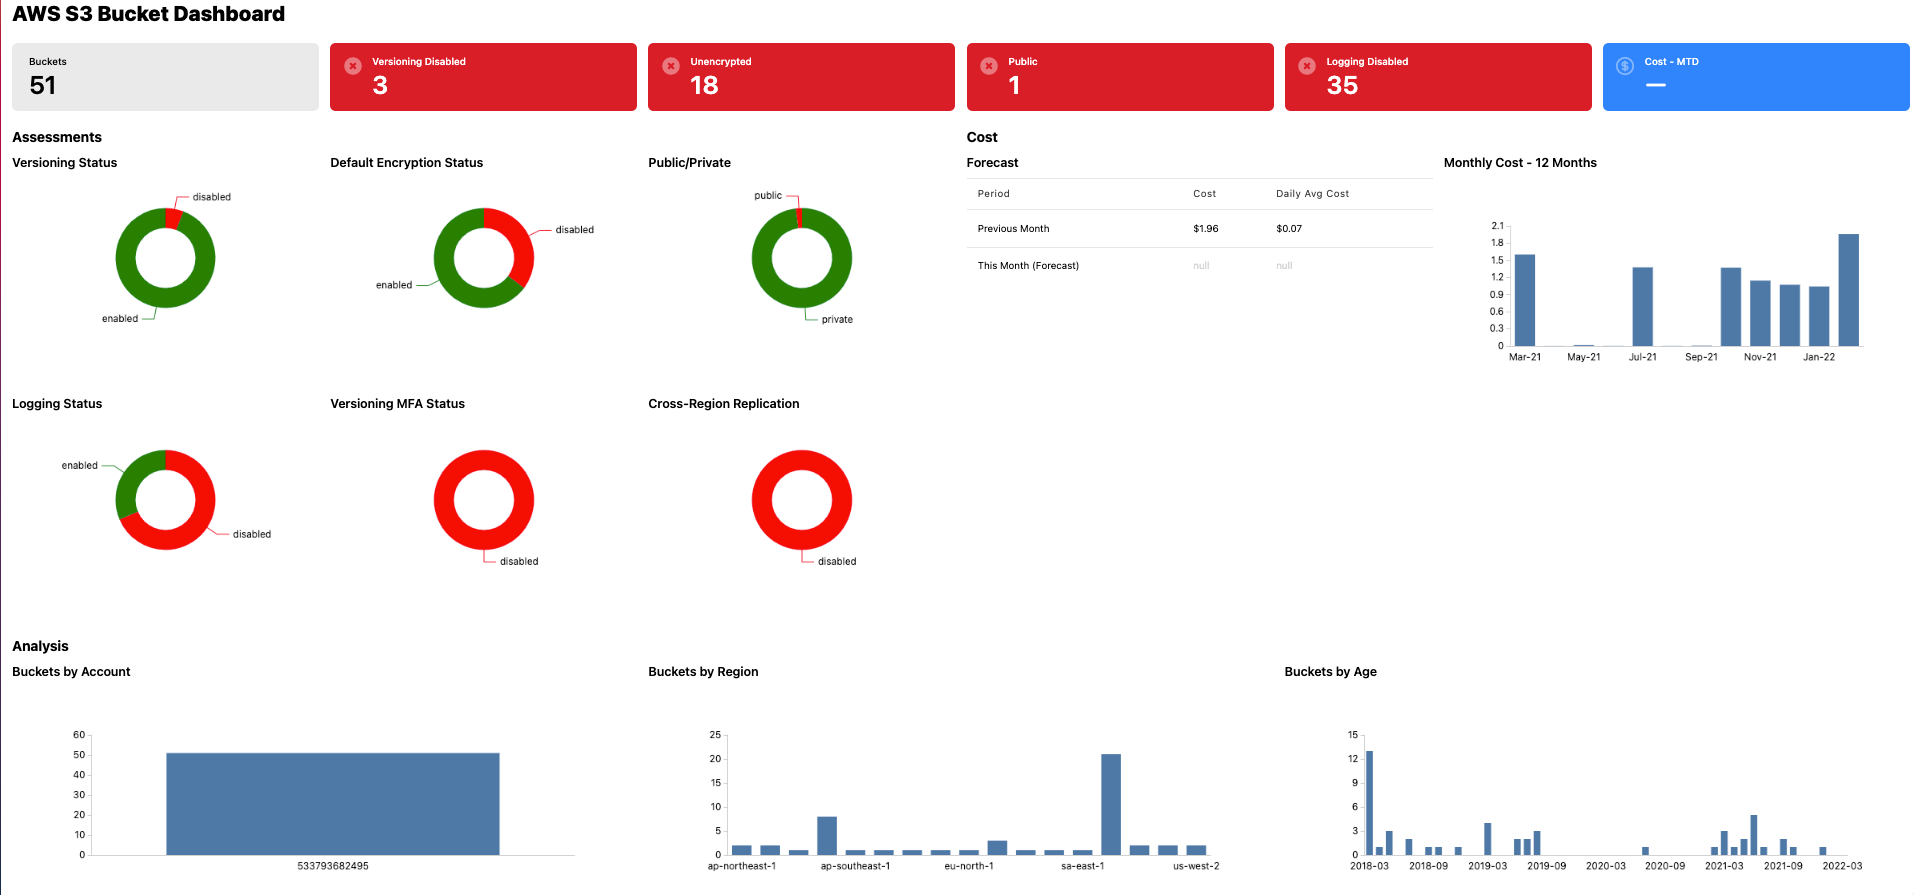 AWS S3 Bucket Dashboard
Buckets
51
Versioning Disabled
3
Unencrypted
18
Public
1
Logging Disabled
35
Cost - MTD
—
Assessments
Versioning Status
disabled
enabled
Default Encryption Status
disabled
enabled
Public/Private
public
private
Logging Status
enabled
disabled
Versioning MFA Status
disabled
Cross-Region Replication
disabled
Cost
Forecast
Period Cost Daily Avg Cost
Previous Month $1.96 $0.07
This Month (Forecast) null null
Monthly Cost - 12 Months
2.1
1.8
1.5
1.2
0.9
0.6
0.3
0
Mar-21 May-21 Jul-21 Sep-21 Nov-21 Jan-22
Analysis
Buckets by Account
60
50
40
30
20
10
0
533793682495
Buckets by Region
25
20
15
10
5
0
ap-northeast-1 ap-southeast-1 eu-north-1 sa-east-1 us-west-2
Buckets by Age
15
12
9
6
3
0
2018-03 2018-09 2019-03 2019-09 2020-03 2020-09 2021-03 2021-09 2022-03